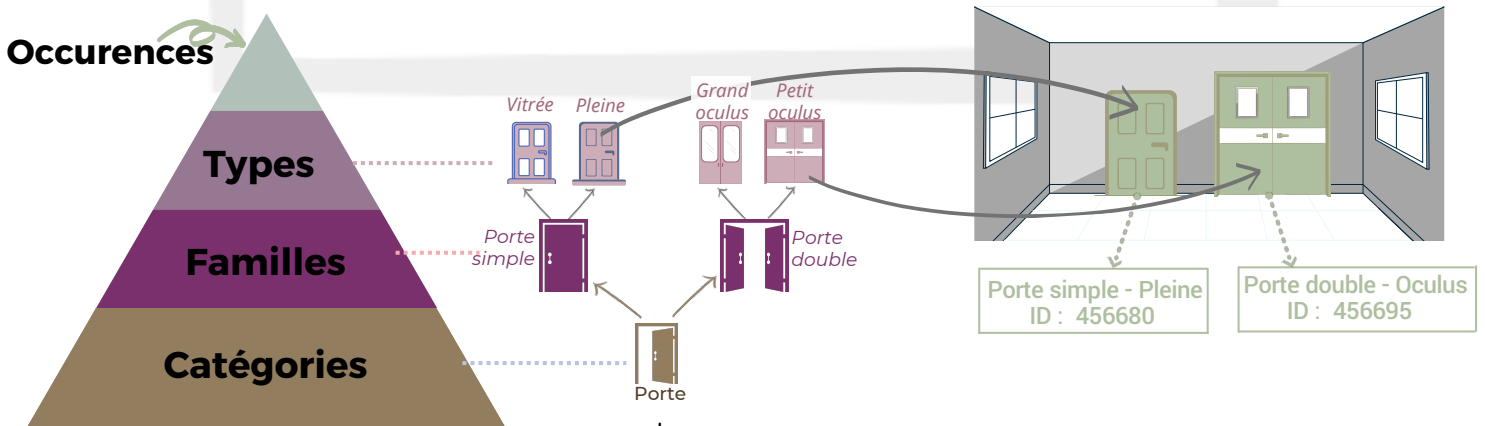 Occurences
Types
Familles
Catégories
Vitrée
Pleine
Grand
oculus
Petit
oculus
Porte
simple
Porte
double
Porte
Porte simple - Pleine
ID : 456680
Porte double - Oculus
ID : 456695